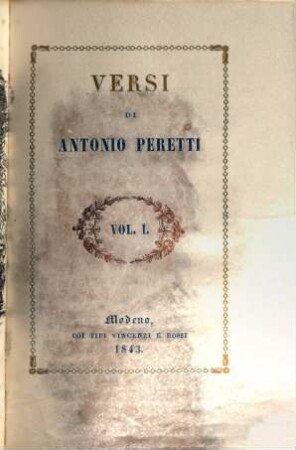 VERSI
DI
ANTONIO PERETTI
VOL. I.
Modena,
COI TIPI VINCENZI E ROSSI
1843.